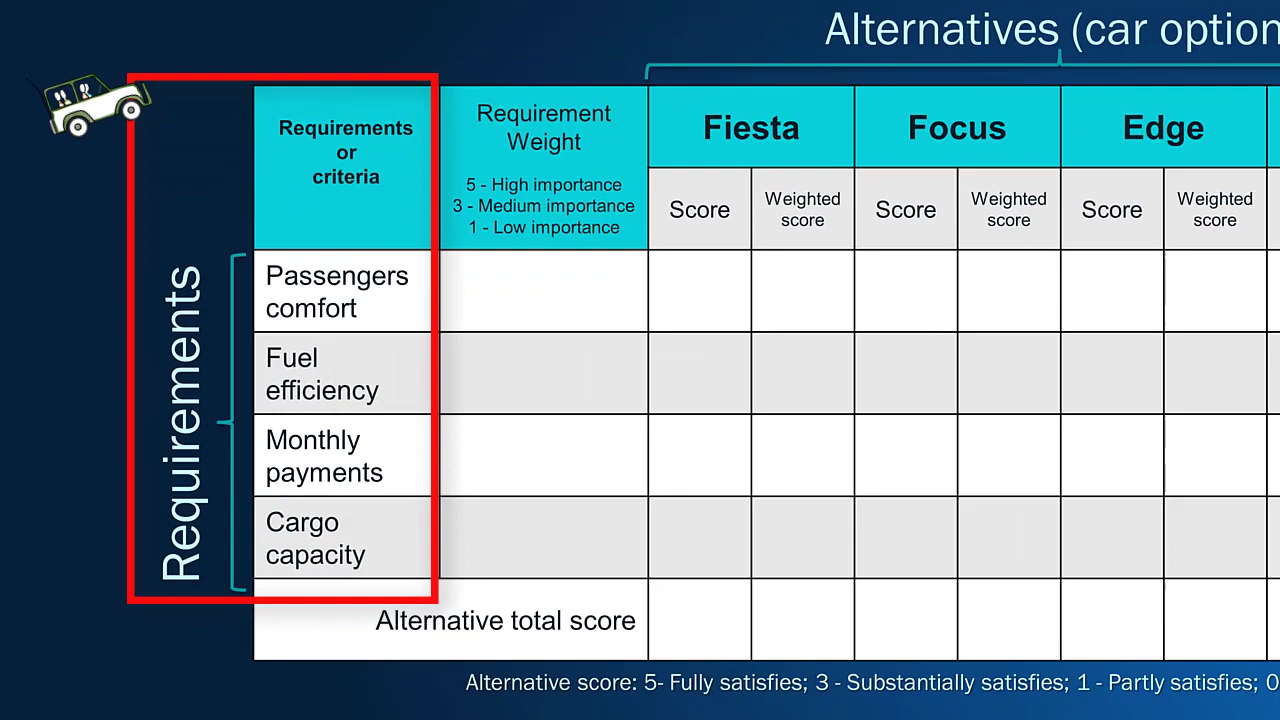 Alternatives (car option
Requirements
or
criteria
Requirement
Weight
5 - High importance
3 - Medium importance
1 - Low importance
Fiesta
Focus
Edge
Score
Weighted
score
Score
Weighted
score
Score
Weighted
score
Requirements
Passengers
comfort
Fuel
efficiency
Monthly
payments
Cargo
capacity
Alternative total score
Alternative score: 5- Fully satisfies; 3 - Substantially satisfies; 1 - Partly satisfies; 0